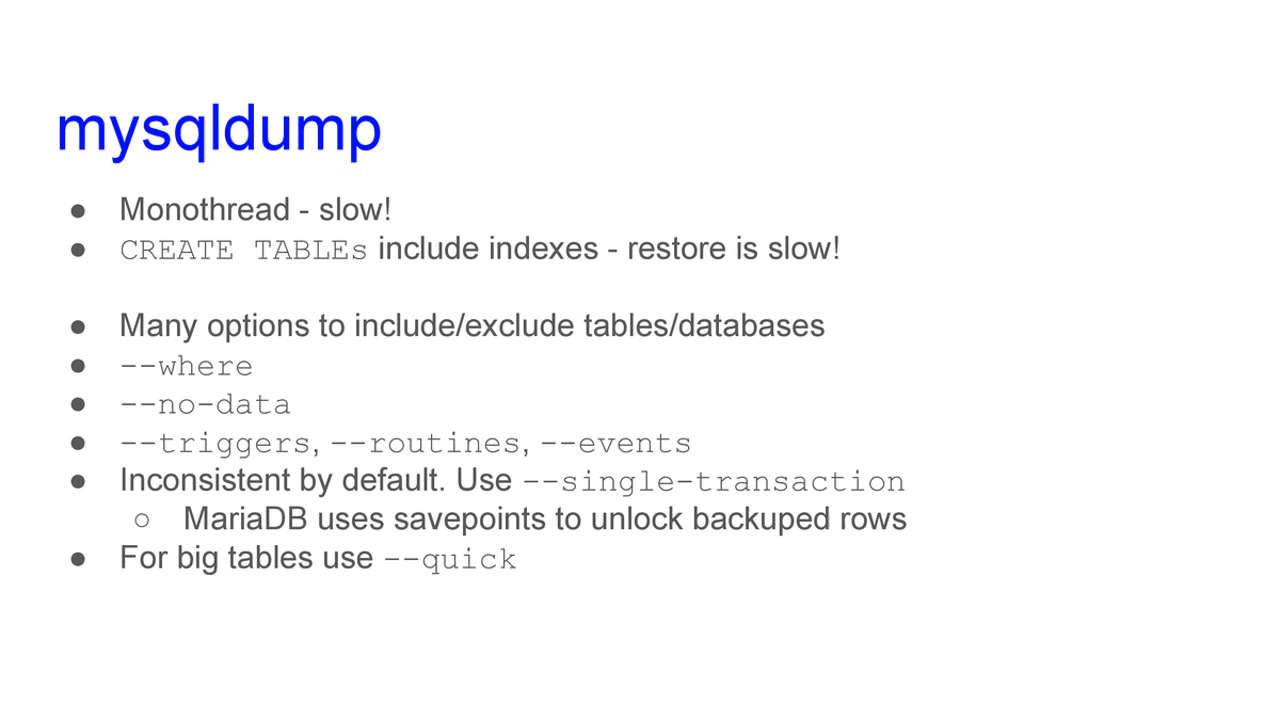 mysqldump
● Monothread - slow!
● CREATE TABLEs include indexes - restore is slow!
● Many options to include/exclude tables/databases
● --where
● --no-data
● --triggers, --routines, --events
● Inconsistent by default. Use --single-transaction
○ MariaDB uses savepoints to unlock backuped rows
● For big tables use --quick